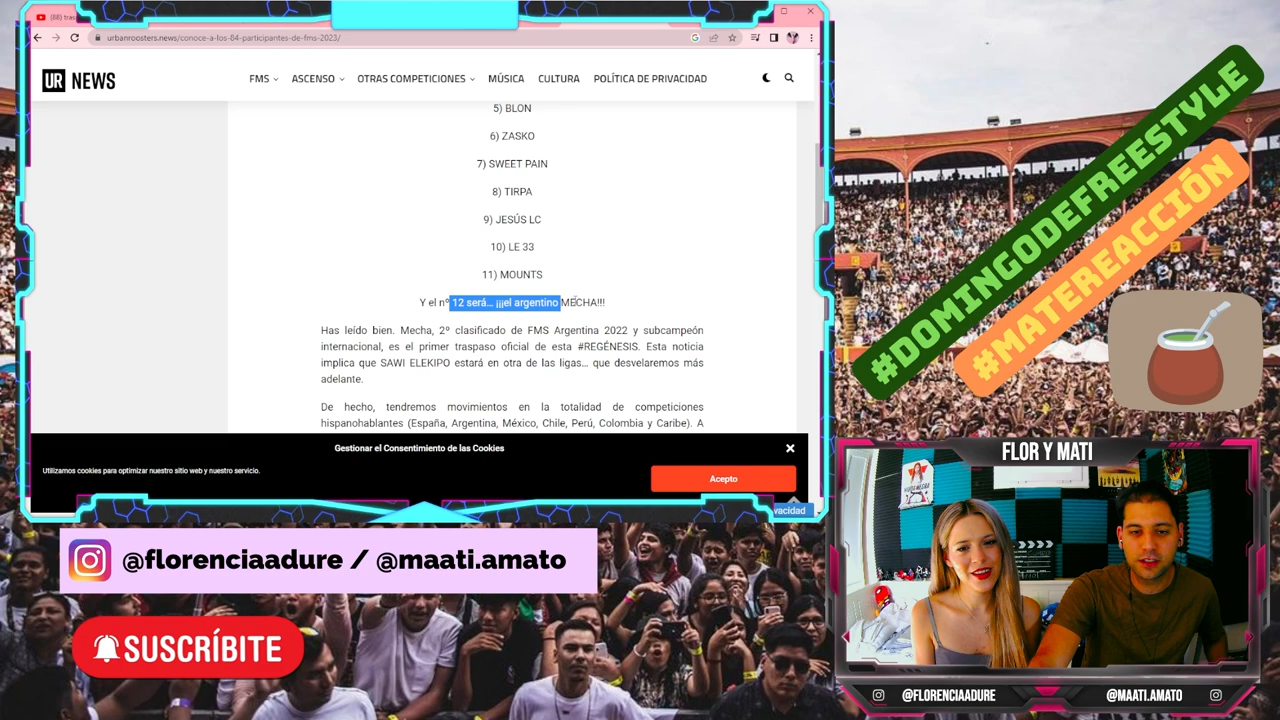 (88) tras
urbanroosters.news/conoce-a-los-84-participantes-de-fms-2023/
UR NEWS
FMS ASCENSO OTRAS COMPETICIONES MÚSICA CULTURA POLÍTICA DE PRIVACIDAD
5) BLON
6) ZASKO
7) SWEET PAIN
8) TIRPA
9) JESÚS LC
10) LE 33
11) MOUNTS
Y el nº 12 será... ¡¡¡el argentino MECHA!!!
Has leído bien. Mecha, 2º clasificado de FMS Argentina 2022 y subcampeón
internacional, es el primer traspaso oficial de esta #REGÉNESIS. Esta noticia
implica que SAWI ELEKIPO estará en otra de las ligas... que desvelaremos más
adelante.
De hecho, tendremos movimientos en la totalidad de competiciones
hispanohablantes (España, Argentina, México, Chile, Perú, Colombia y Caribe). A
Gestionar el Consentimiento de las Cookies
Utilizamos cookies para optimizar nuestro sitio web y nuestro servicio.
Acepto
vacidad
#DOMINGODEFREESTYLE
#MATEREACCIÓN
FLOR Y MATI
@florenciaadure / @maati.amato
SUSCRÍBITE
@FLORENCIAADURE
@MAATI.AMATO